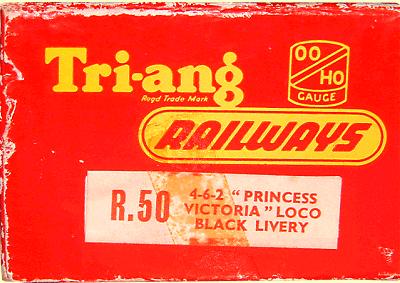 Tri-ang
Regd Trade Mark
OO
HO
GAUGE
RAILWAYS
R.50
4-6-2 “PRINCESS
VICTORIA” LOCO
BLACK LIVERY